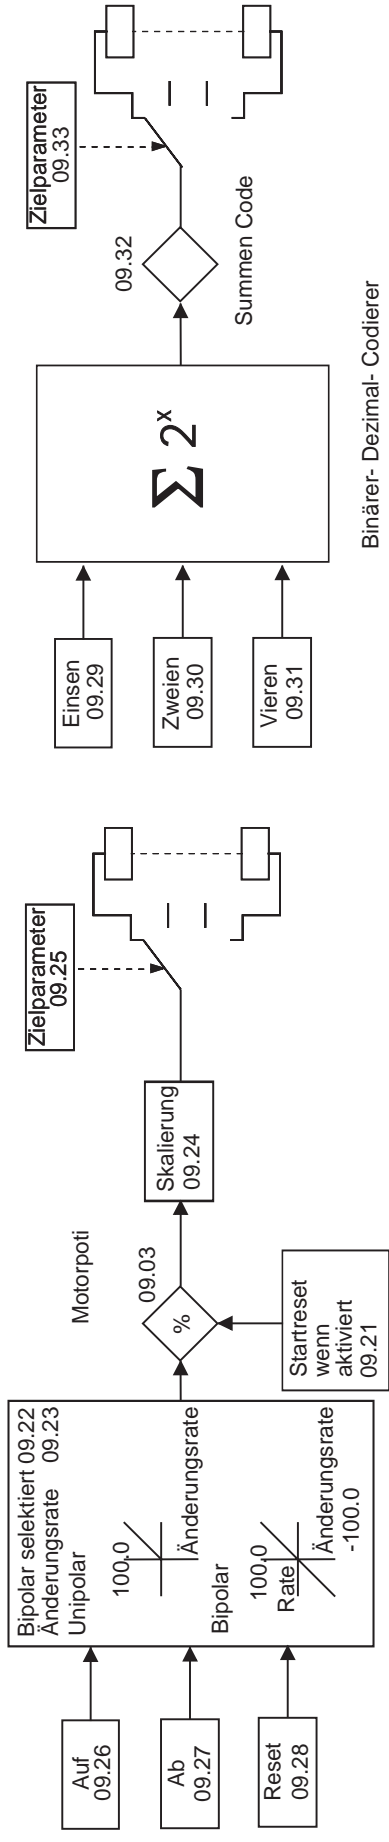 Auf
09.26
Ab
09.27
Reset
09.28
Bipolar selektiert 09.22
Änderungsrate 09.23
Unipolar
100.0
Änderungsrate
Bipolar
100.0
Rate
Änderungsrate
-100.0
Motorpoti
09.03
%
Startreset
wenn
aktiviert
09.21
Skalierung
09.24
Zielparameter
09.25
Einsen
09.29
Zweien
09.30
Vieren
09.31
Σ 2ˣ
Binärer- Dezimal- Codierer
09.32
Summen Code
Zielparameter
09.33